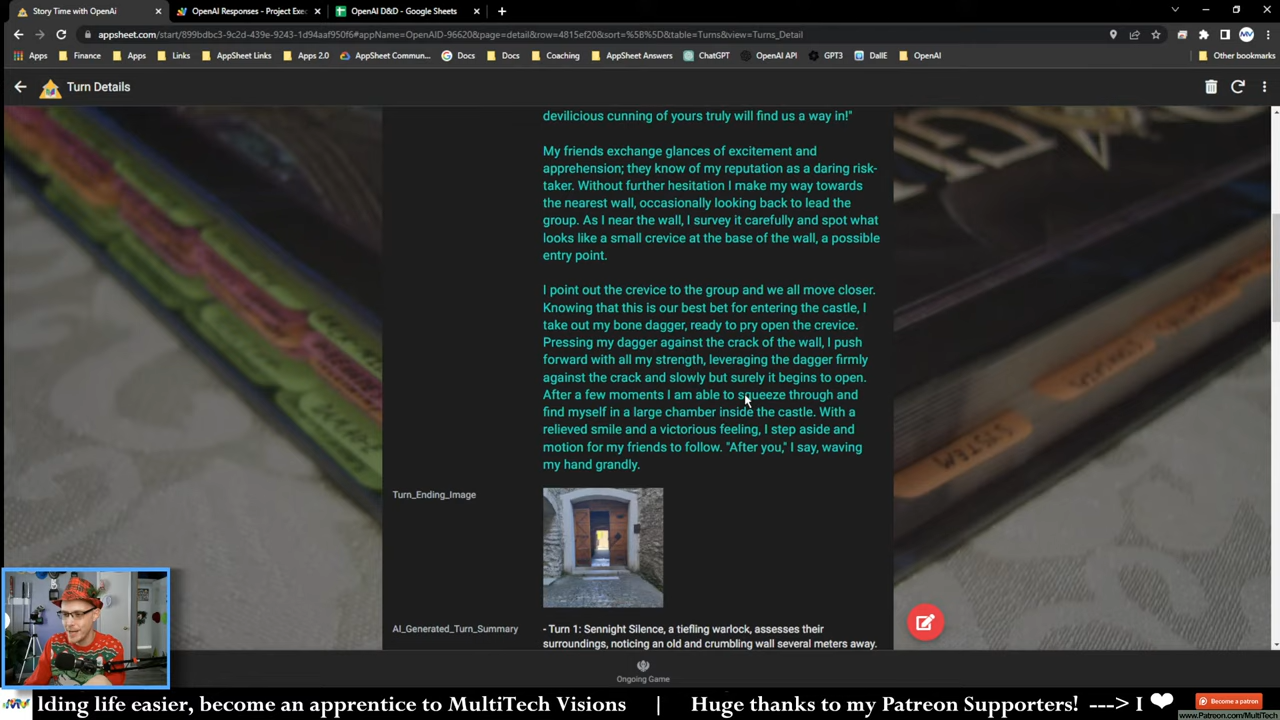 Story Time with OpenAi
OpenAI Responses - Project Exe
OpenAI D&D - Google Sheets
appsheet.com/start/899bdbc3-9c2d-439e-9243-1d94aaf950f6#appName=OpenAID-96620&page=detail&row=4815ef20&sort=%5B%5D&table=Turns&view=Turns_Detail
Apps
Finance
Apps
Links
AppSheet Links
Apps 2.0
AppSheet Commun...
Docs
Coaching
AppSheet Answers
ChatGPT
OpenAI API
GPT3
DallE
OpenAI
Other bookmarks
Turn Details
devilicious cunning of yours truly will find us a way in!"
My friends exchange glances of excitement and
apprehension; they know of my reputation as a daring risk-
taker. Without further hesitation I make my way towards
the nearest wall, occasionally looking back to lead the
group. As I near the wall, I survey it carefully and spot what
looks like a small crevice at the base of the wall, a possible
entry point.
I point out the crevice to the group and we all move closer.
Knowing that this is our best bet for entering the castle, I
take out my bone dagger, ready to pry open the crevice.
Pressing my dagger against the crack of the wall, I push
forward with all my strength, leveraging the dagger firmly
against the crack and slowly but surely it begins to open.
After a few moments I am able to squeeze through and
find myself in a large chamber inside the castle. With a
relieved smile and a victorious feeling, I step aside and
motion for my friends to follow. "After you," I say, waving
my hand grandly.
Turn_Ending_Image
AI_Generated_Turn_Summary
- Turn 1: Sennight Silence, a tiefling warlock, assesses their
surroundings, noticing an old and crumbling wall several meters away.
Ongoing Game
MV
lding life easier, become an apprentice to MultiTech Visions | Huge thanks to my Patreon Supporters! ---> I
Become a patron
www.Patreon.com/MultiTech